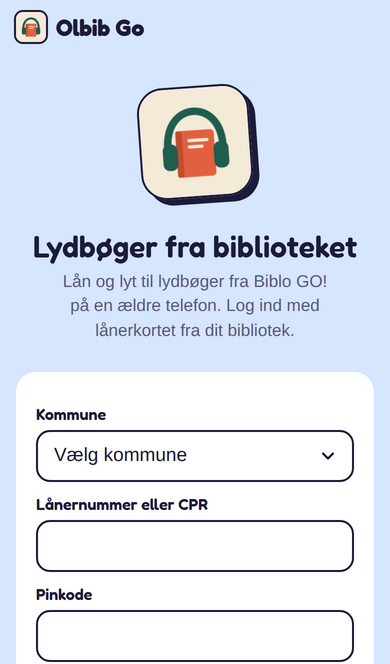 Olbib Go
Lydbøger fra biblioteket
Lån og lyt til lydbøger fra Biblo GO!
på en ældre telefon. Log ind med
lånerkortet fra dit bibliotek.
Kommune
Vælg kommune
Lånernummer eller CPR
Pinkode